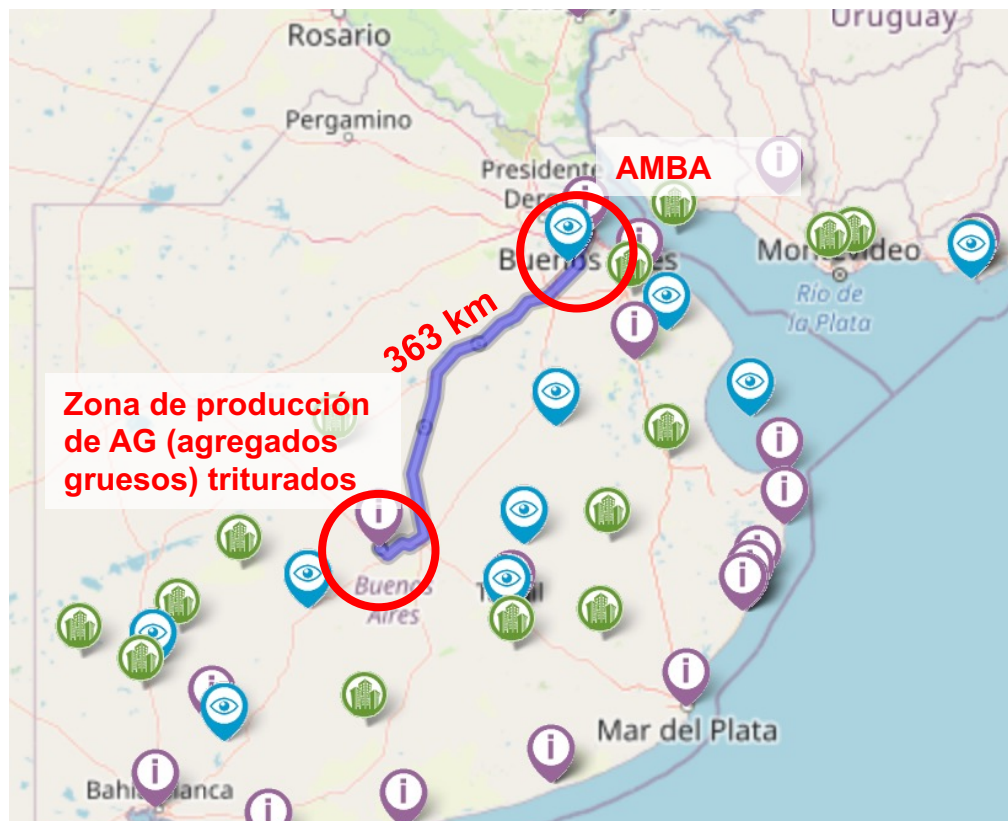 Uruguay
Rosario
Pergamino
Presidente
AMBA
Montevideo
Río de
la Plata
363 km
Zona de producción
de AG (agregados
gruesos) triturados
Buenos
Aires
Mar del Plata